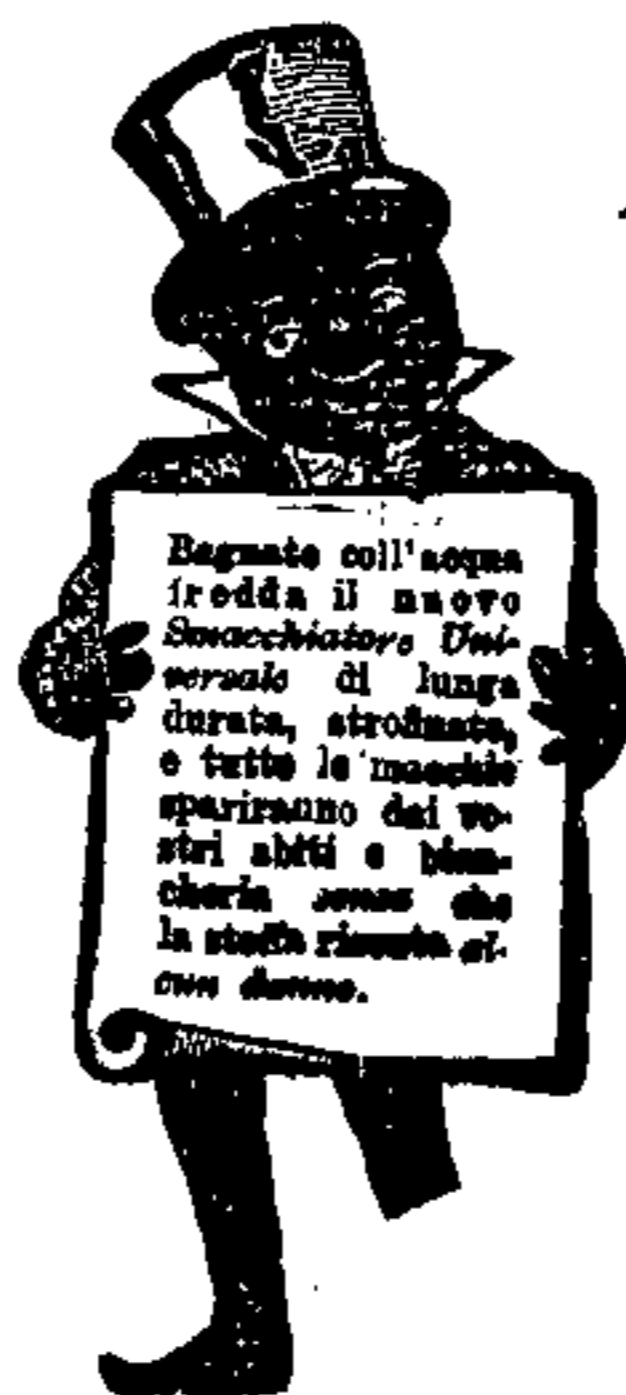 Bagnate coll'acqua
fredda il nuovo
Smacchiatore Uni-
versale di lunga
durata, strofinate,
e tutte le macchie
spariranno dai vo-
stri abiti e bian-
cheria senza che
la stoffa risenta al-
cun danno.